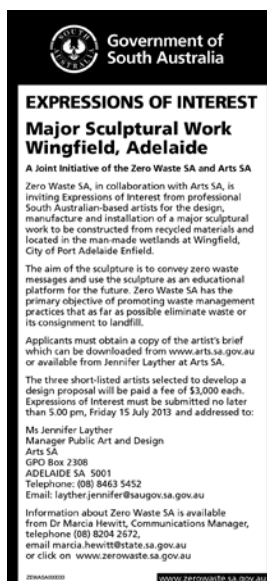 SOUTH
AUSTRALIA
Government of
South Australia
EXPRESSIONS OF INTEREST
Major Sculptural Work
Wingfield, Adelaide
A Joint Initiative of the Zero Waste SA and Arts SA
Zero Waste SA, in collaboration with Arts SA, is
inviting Expressions of Interest from professional
South Australian-based artists for the design,
manufacture and installation of a major sculptural
work to be constructed from recycled materials and
located in the man-made wetlands at Wingfield,
City of Port Adelaide Enfield.
The aim of the sculpture is to convey zero waste
messages and use the sculpture as an educational
platform for the future. Zero Waste SA has the
primary objective of promoting waste management
practices that as far as possible eliminate waste or
its consignment to landfill.
Applicants must obtain a copy of the artist's brief
which can be downloaded from www.arts.sa.gov.au
or available from Jennifer Layther at Arts SA.
The three short-listed artists selected to develop a
design proposal will be paid a fee of $3,000 each.
Expressions of Interest must be submitted no later
than 5.00 pm, Friday 15 July 2013 and addressed to:
Ms Jennifer Layther
Manager Public Art and Design
Arts SA
GPO Box 2308
ADELAIDE SA 5001
Telephone: (08) 8463 5452
Email: layther.jennifer@saugov.sa.gov.au
Information about Zero Waste SA is available
from Dr Marcia Hewitt, Communications Manager,
telephone (08) 8204 2672,
email marcia.hewitt@state.sa.gov.au
or click on www.zerowaste.sa.gov.au
www.zerowaste.sa.gov.au